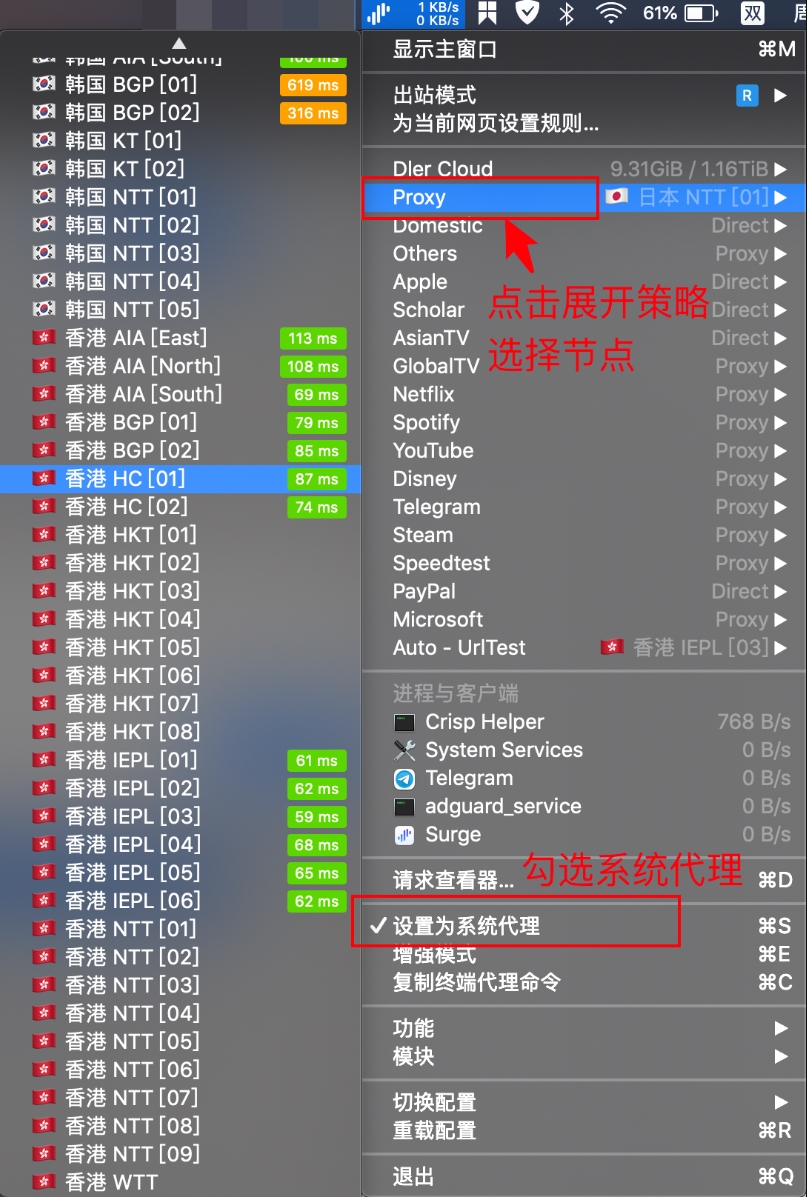 1 KB/s
0 KB/s
61%
双
显示主窗口 ⌘M
出站模式 R
为当前网页设置规则...
Dler Cloud 9.31GiB / 1.16TiB
Proxy 日本 NTT [01]
Domestic Direct
Others Proxy
Apple Direct
Scholar Direct
AsianTV Direct
GlobalTV Proxy
Netflix Proxy
Spotify Proxy
YouTube Proxy
Disney Proxy
Telegram Proxy
Steam Proxy
Speedtest Proxy
PayPal Direct
Microsoft Proxy
Auto - UrlTest 香港 IEPL [03]
点击展开策略
选择节点
进程与客户端
Crisp Helper 768 B/s
System Services 0 B/s
Telegram 0 B/s
adguard_service 0 B/s
Surge 0 B/s
请求查看器... ⌘D
勾选系统代理
✓ 设置为系统代理 ⌘S
增强模式 ⌘E
复制终端代理命令 ⌘C
功能
模块
切换配置
重载配置 ⌘R
退出 ⌘Q
韩国 AIA [South]
韩国 BGP [01] 619 ms
韩国 BGP [02] 316 ms
韩国 KT [01]
韩国 KT [02]
韩国 NTT [01]
韩国 NTT [02]
韩国 NTT [03]
韩国 NTT [04]
韩国 NTT [05]
香港 AIA [East] 113 ms
香港 AIA [North] 108 ms
香港 AIA [South] 69 ms
香港 BGP [01] 79 ms
香港 BGP [02] 85 ms
香港 HC [01] 87 ms
香港 HC [02] 74 ms
香港 HKT [01]
香港 HKT [02]
香港 HKT [03]
香港 HKT [04]
香港 HKT [05]
香港 HKT [06]
香港 HKT [07]
香港 HKT [08]
香港 IEPL [01] 61 ms
香港 IEPL [02] 62 ms
香港 IEPL [03] 59 ms
香港 IEPL [04] 68 ms
香港 IEPL [05] 65 ms
香港 IEPL [06] 62 ms
香港 NTT [01]
香港 NTT [02]
香港 NTT [03]
香港 NTT [04]
香港 NTT [05]
香港 NTT [06]
香港 NTT [07]
香港 NTT [08]
香港 NTT [09]
香港 WTT